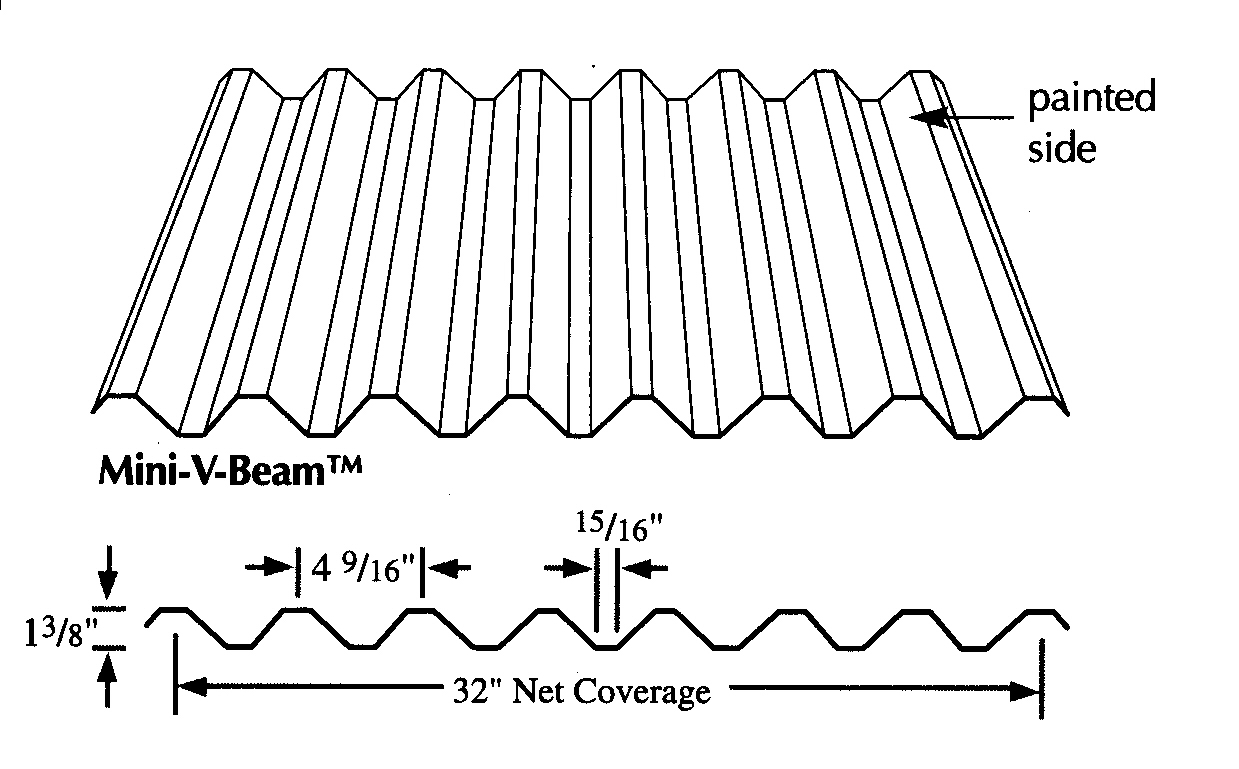 painted
side
Mini-V-Beam™
15/16"
4 9/16"
1 3/8"
32" Net Coverage